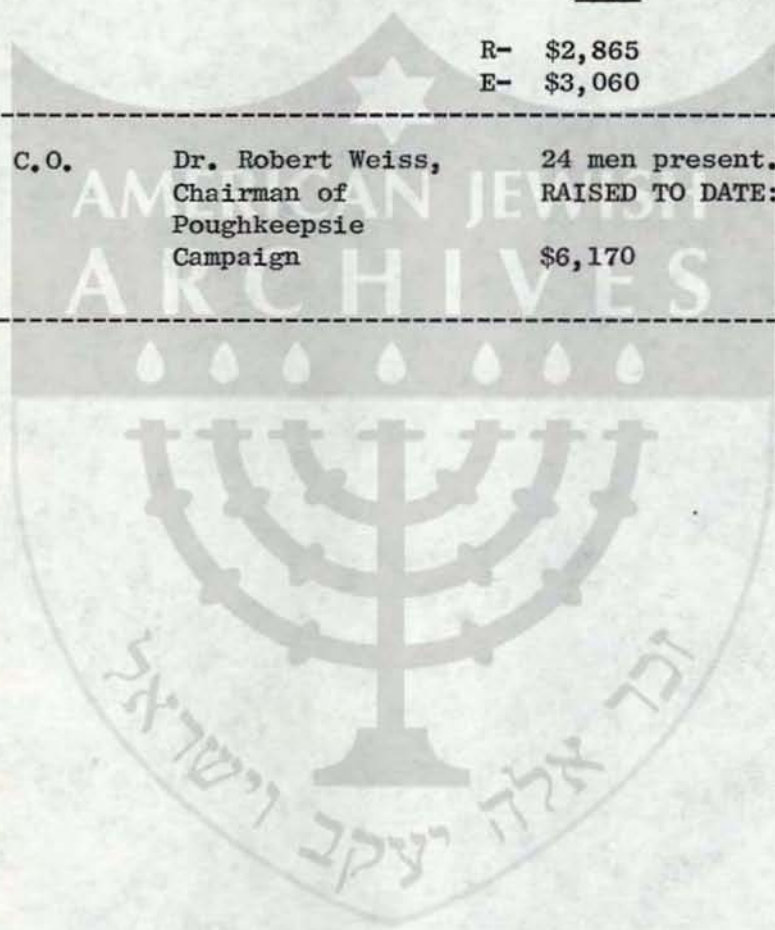 R- $2,865
E- $3,060
C.O. Dr. Robert Weiss, 24 men present.
Chairman of RAISED TO DATE:
Poughkeepsie
Campaign $6,170
AMERICAN JEWISH
ARCHIVES
זכר אלה יעקב וישראל